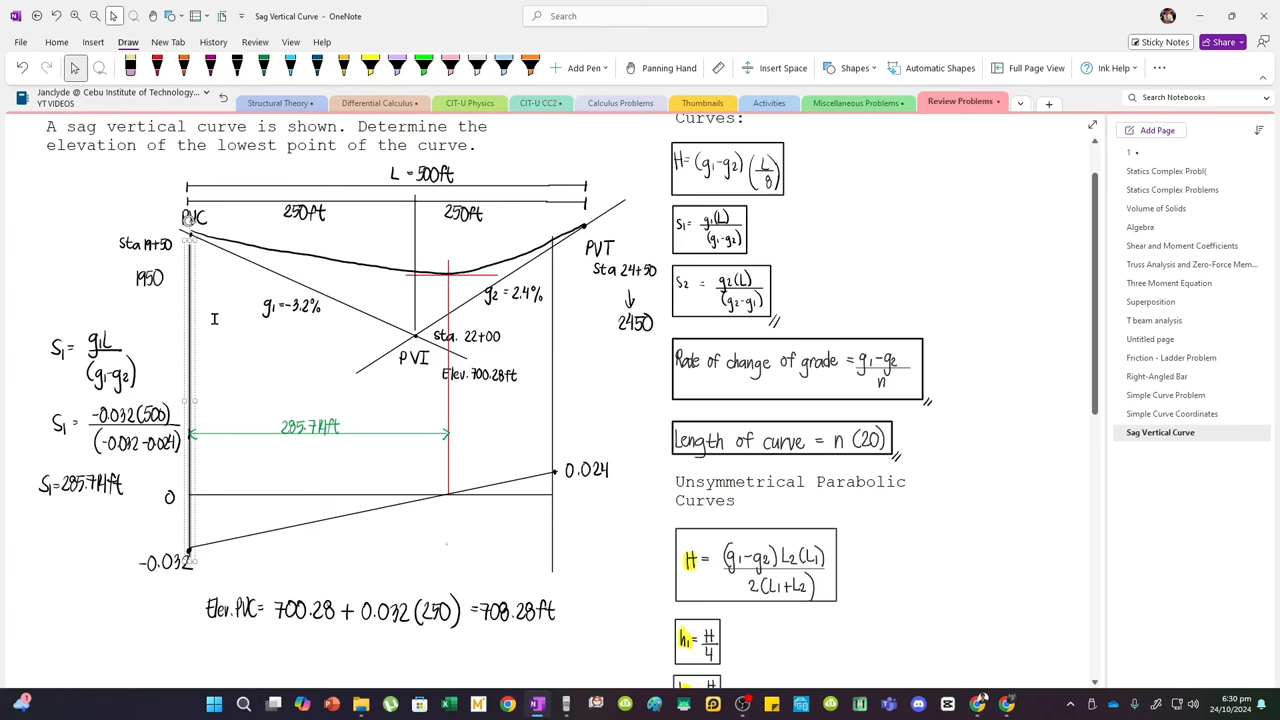 Sag Vertical Curve - OneNote
Search
File Home Insert Draw New Tab History Review View Help
Sticky Notes
Share
Add Pen
Panning Hand
Insert Space
Shapes
Automatic Shapes
Full Page View
Ink Help
Janclyde @ Cebu Institute of Technology...
YT VIDEOS
Structural Theory
Differential Calculus
CIT-U Physics
CIT-U CC2
Calculus Problems
Thumbnails
Activities
Miscellaneous Problems
Review Problems
Search Notebooks
A sag vertical curve is shown. Determine the
elevation of the lowest point of the curve.
L = 500ft
250ft 250ft
PVC
Sta 19+50
1950
g1 = -3.2%
g2 = 2.4%
PVT
Sta 24+50
↓
2450
Sta. 22+00
PVI
Elev. 700.28ft
S1 = g1L / (g1-g2)
S1 = -0.032(500) / (-0.032-0.024)
S1 = 285.714ft
285.714ft
0
0.024
-0.032
Elev. PVC = 700.28 + 0.032(250) = 708.28ft
Curves:
H = (g1-g2) (L/8)
S1 = g1(L) / (g1-g2)
S2 = g2(L) / (g2-g1)
Rate of change of grade = g1-g2 / n
Length of curve = n (20)
Unsymmetrical Parabolic
Curves
H = (g1-g2) L2(L1) / 2(L1+L2)
h1 = H/4
Add Page
1
Statics Complex Probl(
Statics Complex Problems
Volume of Solids
Algebra
Shear and Moment Coefficients
Truss Analysis and Zero-Force Mem...
Three Moment Equation
Superposition
T beam analysis
Untitled page
Friction - Ladder Problem
Right-Angled Bar
Simple Curve Problem
Simple Curve Coordinates
Sag Vertical Curve
6:30 pm
24/10/2024